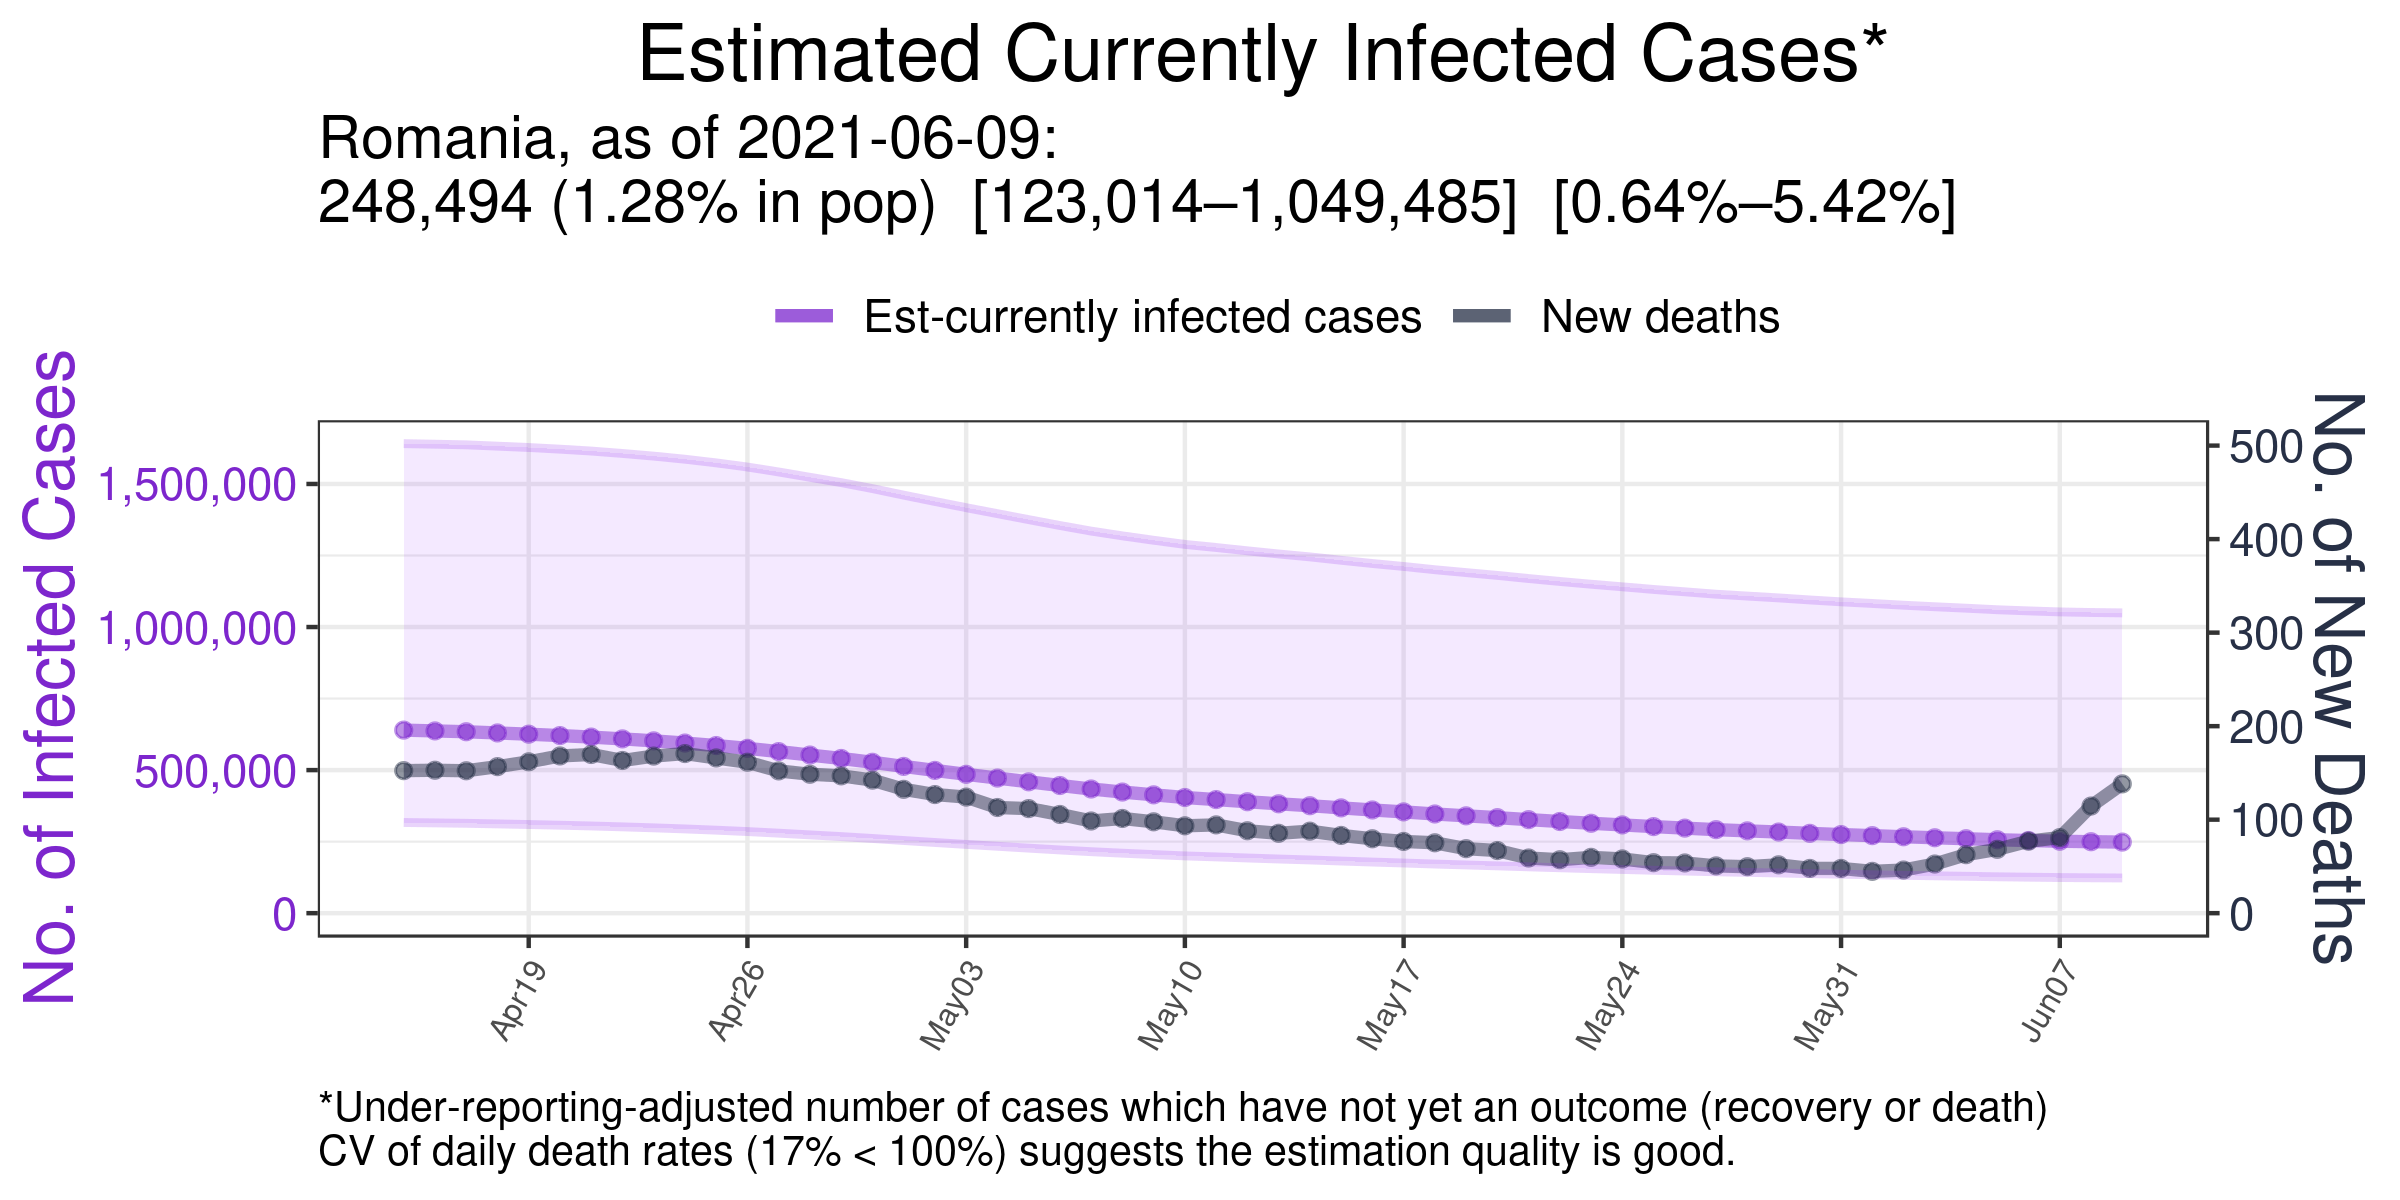 Estimated Currently Infected Cases*
Romania, as of 2021-06-09:
248,494 (1.28% in pop)  [123,014–1,049,485]  [0.64%–5.42%]
Est-currently infected cases
New deaths
No. of Infected Cases
1,500,000
1,000,000
500,000
0
No. of New Deaths
500
400
300
200
100
0
Apr19
Apr26
May03
May10
May17
May24
May31
Jun07
*Under-reporting-adjusted number of cases which have not yet an outcome (recovery or death)
CV of daily death rates (17% < 100%) suggests the estimation quality is good.